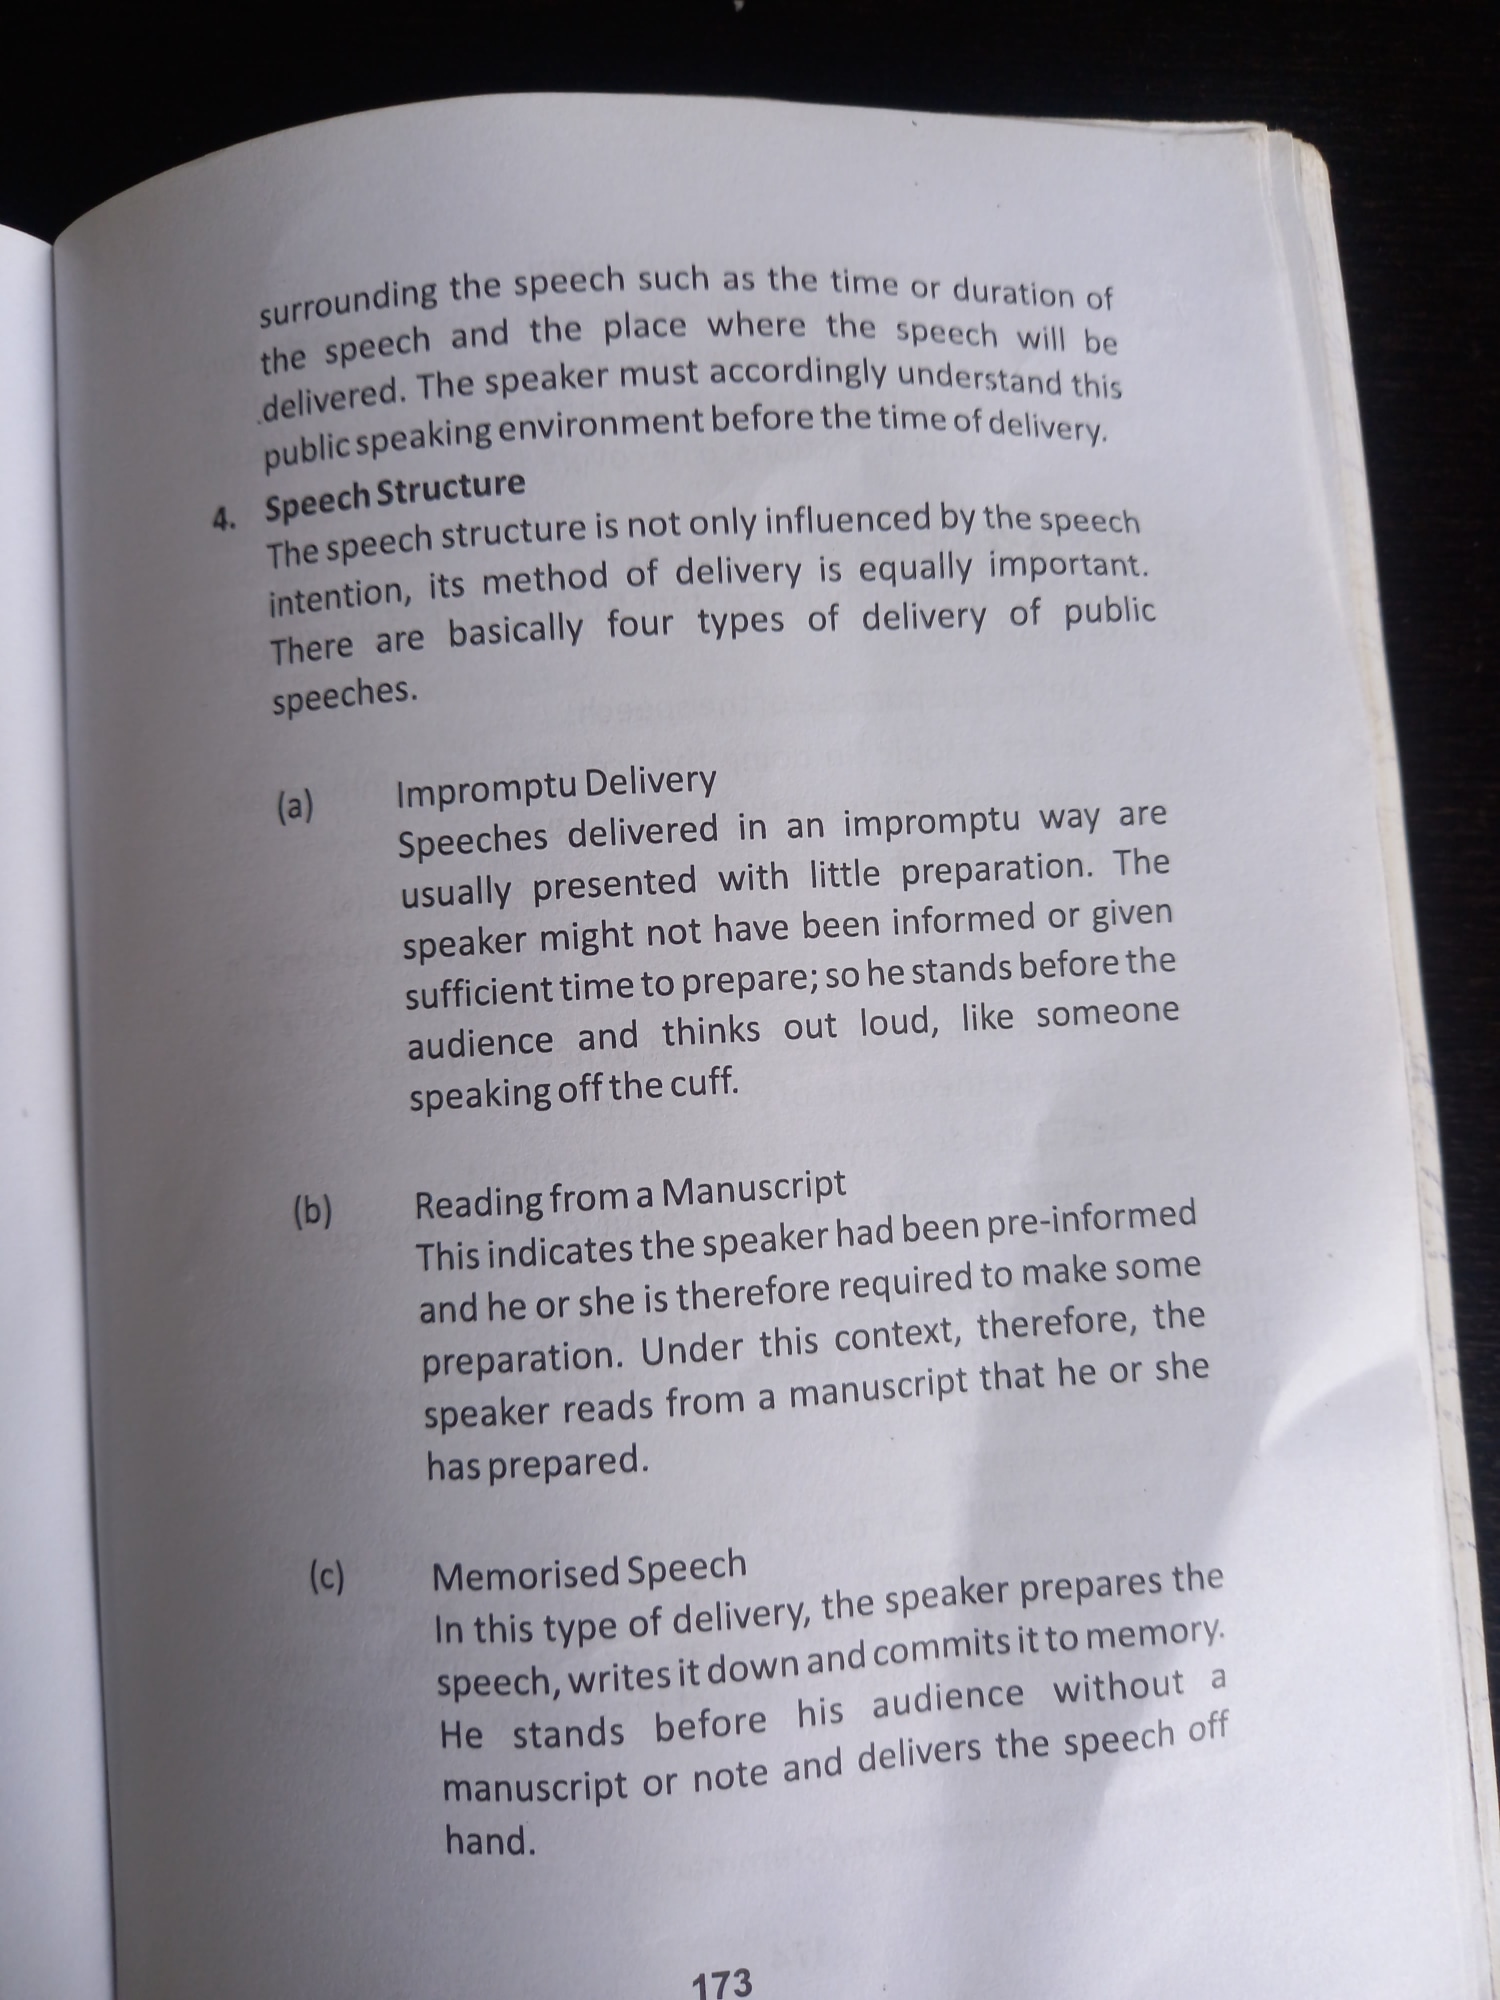 surrounding the speech such as the time or duration of
the speech and the place where the speech will be
delivered. The speaker must accordingly understand this
public speaking environment before the time of delivery.
4. Speech Structure
The speech structure is not only influenced by the speech
intention, its method of delivery is equally important.
There are basically four types of delivery of public
speeches.
(a) Impromptu Delivery
Speeches delivered in an impromptu way are
usually presented with little preparation. The
speaker might not have been informed or given
sufficient time to prepare; so he stands before the
audience and thinks out loud, like someone
speaking off the cuff.
(b) Reading from a Manuscript
This indicates the speaker had been pre-informed
and he or she is therefore required to make some
preparation. Under this context, therefore, the
speaker reads from a manuscript that he or she
has prepared.
(c) Memorised Speech
In this type of delivery, the speaker prepares the
speech, writes it down and commits it to memory.
He stands before his audience without a
manuscript or note and delivers the speech off
hand.
173